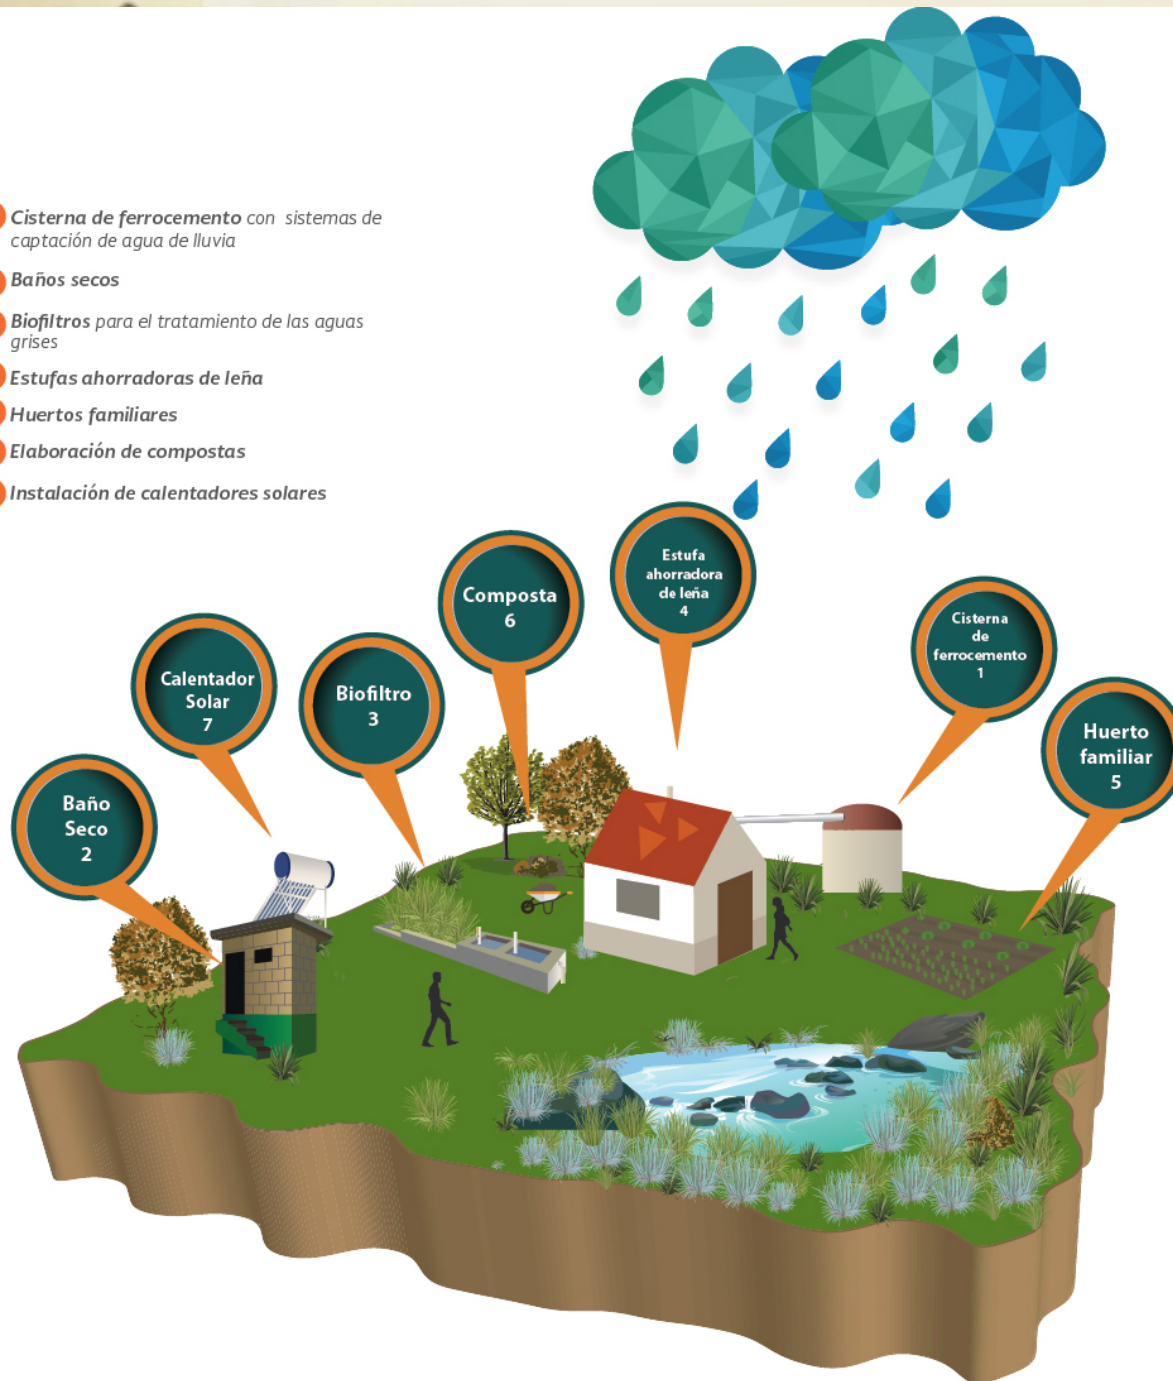 Cisterna de ferrocemento con sistemas de
captación de agua de lluvia
Baños secos
Biofiltros para el tratamiento de las aguas
grises
Estufas ahorradoras de leña
Huertos familiares
Elaboración de compostas
Instalación de calentadores solares
Estufa
ahorradora
de leña
4
Composta
6
Cisterna
de
ferrocemento
1
Calentador
Solar
7
Biofiltro
3
Huerto
familiar
5
Baño
Seco
2